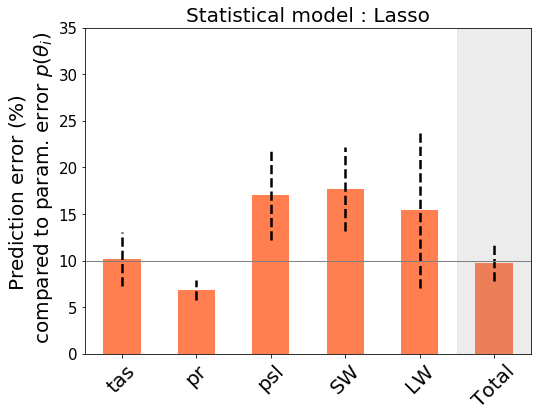 Statistical model : Lasso
Prediction error (%)
compared to param. error p(θᵢ)
35
30
25
20
15
10
5
0
tas
pr
psl
SW
LW
Total